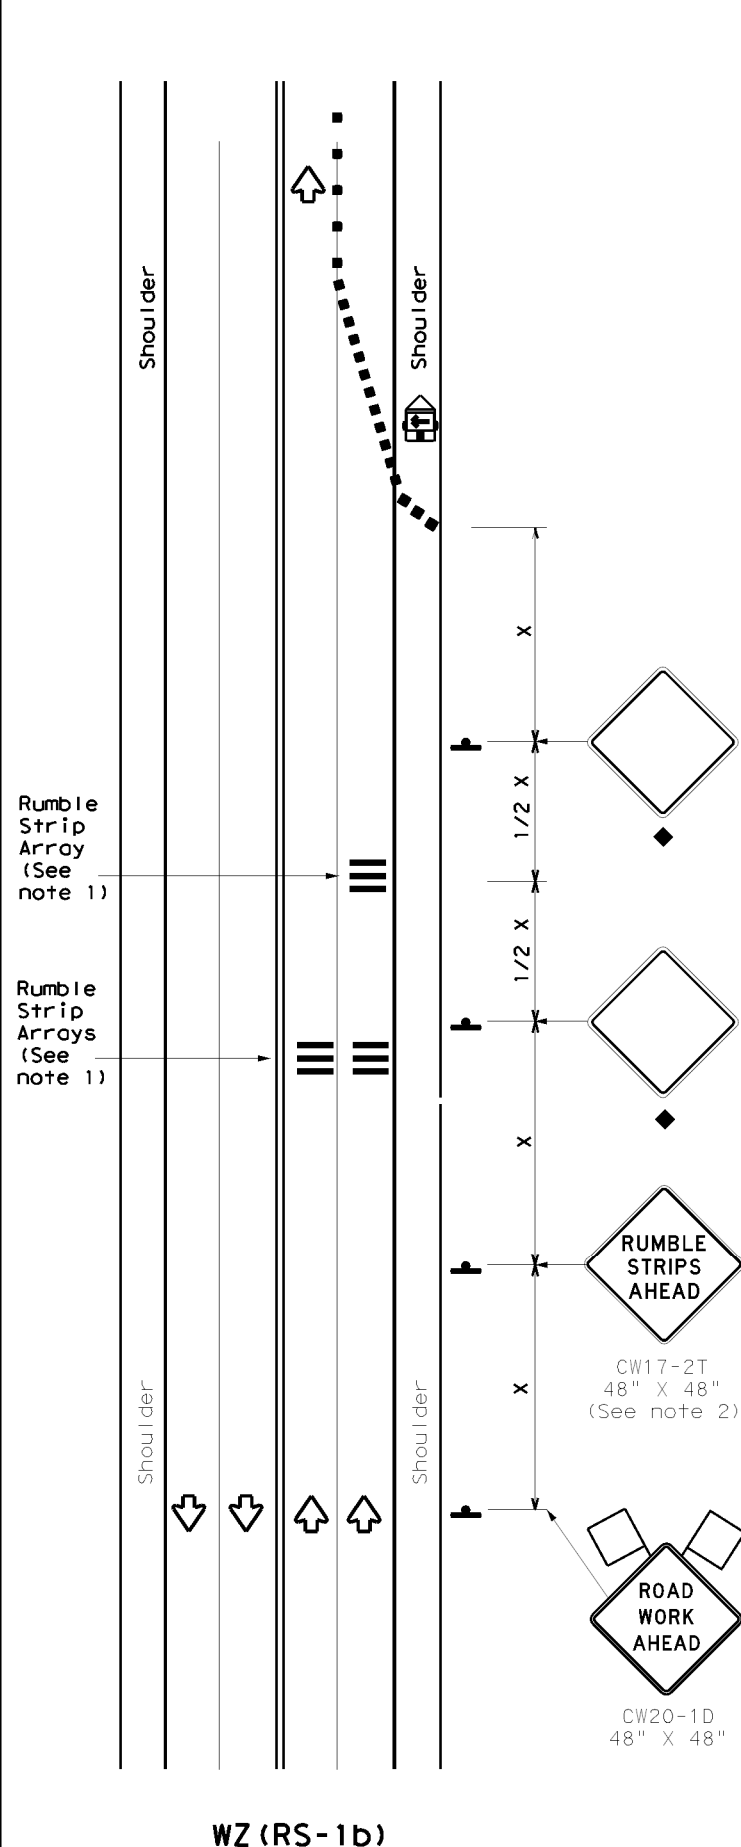 Shoulder
Shoulder
X
1/2 X
Rumble
Strip
Array
(See
note 1)
1/2 X
Rumble
Strip
Arrays
(See
note 1)
X
RUMBLE
STRIPS
AHEAD
CW17-2T
48" X 48"
(See note 2)
X
Shoulder
Shoulder
ROAD
WORK
AHEAD
CW20-1D
48" X 48"
WZ(RS-1b)